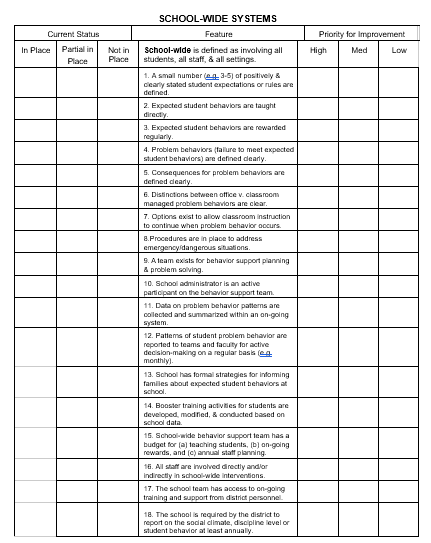 SCHOOL-WIDE SYSTEMS
Current Status
Feature
Priority for Improvement
In Place
Partial in
Place
Not in
Place
School-wide is defined as involving all
students, all staff, & all settings.
High
Med
Low
1. A small number (e.g. 3-5) of positively &
clearly stated student expectations or rules are
defined.
2. Expected student behaviors are taught
directly.
3. Expected student behaviors are rewarded
regularly.
4. Problem behaviors (failure to meet expected
student behaviors) are defined clearly.
5. Consequences for problem behaviors are
defined clearly.
6. Distinctions between office v. classroom
managed problem behaviors are clear.
7. Options exist to allow classroom instruction
to continue when problem behavior occurs.
8.Procedures are in place to address
emergency/dangerous situations.
9. A team exists for behavior support planning
& problem solving.
10. School administrator is an active
participant on the behavior support team.
11. Data on problem behavior patterns are
collected and summarized within an on-going
system.
12. Patterns of student problem behavior are
reported to teams and faculty for active
decision-making on a regular basis (e.g.
monthly).
13. School has formal strategies for informing
families about expected student behaviors at
school.
14. Booster training activities for students are
developed, modified, & conducted based on
school data.
15. School-wide behavior support team has a
budget for (a) teaching students, (b) on-going
rewards, and (c) annual staff planning.
16. All staff are involved directly and/or
indirectly in school-wide interventions.
17. The school team has access to on-going
training and support from district personnel.
18. The school is required by the district to
report on the social climate, discipline level or
student behavior at least annually.